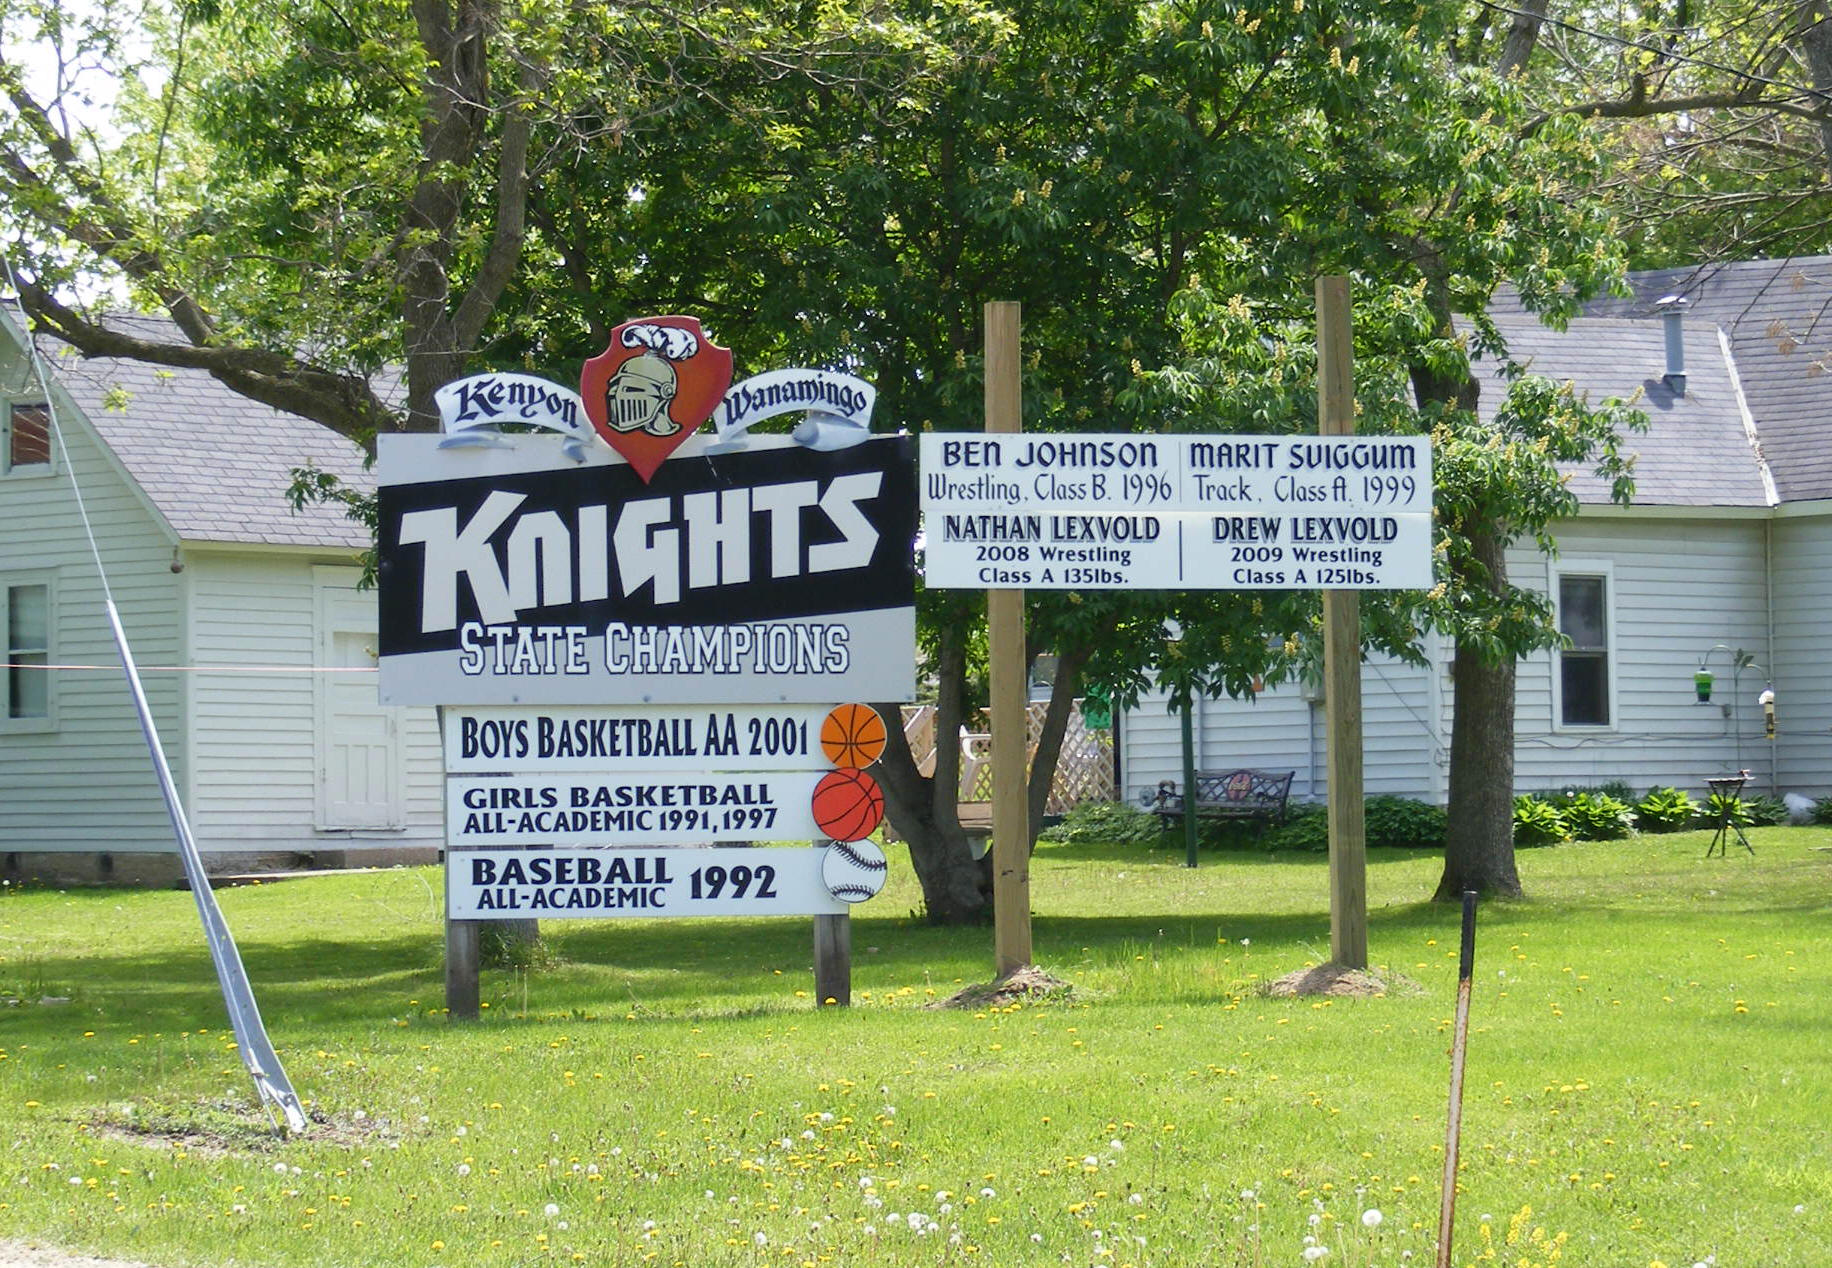 Kenyon Wanamingo
KNIGHTS
STATE CHAMPIONS
BOYS BASKETBALL AA 2001
GIRLS BASKETBALL
ALL-ACADEMIC 1991, 1997
BASEBALL
ALL-ACADEMIC 1992
BEN JOHNSON
Wrestling, Class B. 1996
MARIT SVIGGUM
Track, Class A. 1999
NATHAN LEXVOLD
2008 Wrestling
Class A 135lbs.
DREW LEXVOLD
2009 Wrestling
Class A 125lbs.